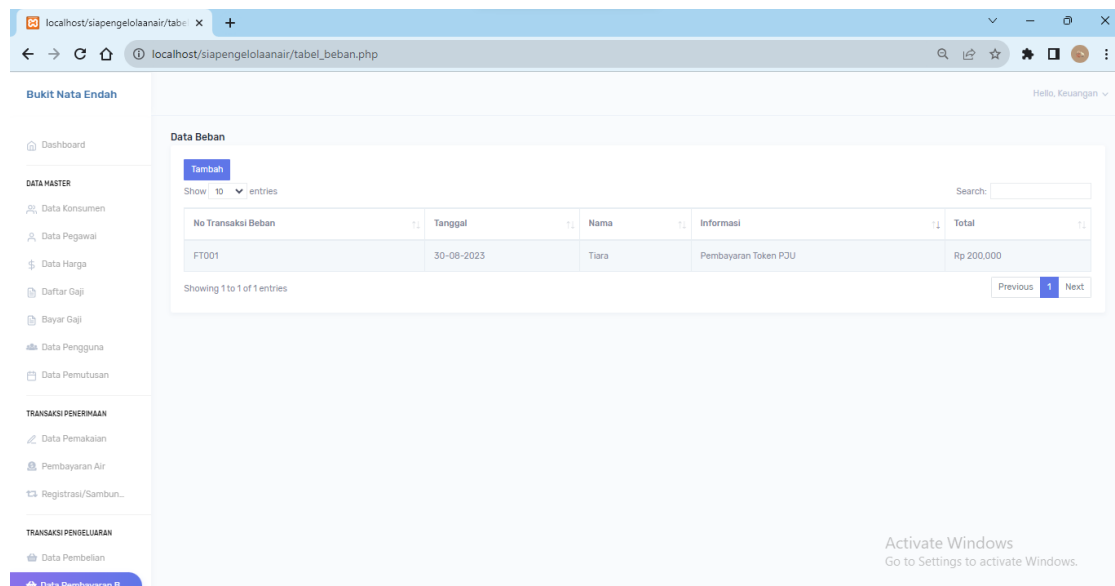 localhost/siapengelolaanair/tabel
localhost/siapengelolaanair/tabel_beban.php
Bukit Nata Endah
Hello, Keuangan
Dashboard
DATA MASTER
Data Konsumen
Data Pegawai
Data Harga
Daftar Gaji
Bayar Gaji
Data Pengguna
Data Pemutusan
TRANSAKSI PENERIMAAN
Data Pemakaian
Pembayaran Air
Registrasi/Sambun...
TRANSAKSI PENGELUARAN
Data Pembelian
Data Pembayaran B...
Data Beban
Tambah
Show 10 entries
Search:
No Transaksi Beban Tanggal Nama Informasi Total
FT001 30-08-2023 Tiara Pembayaran Token PJU Rp 200,000
Showing 1 to 1 of 1 entries
Previous 1 Next
Activate Windows
Go to Settings to activate Windows.